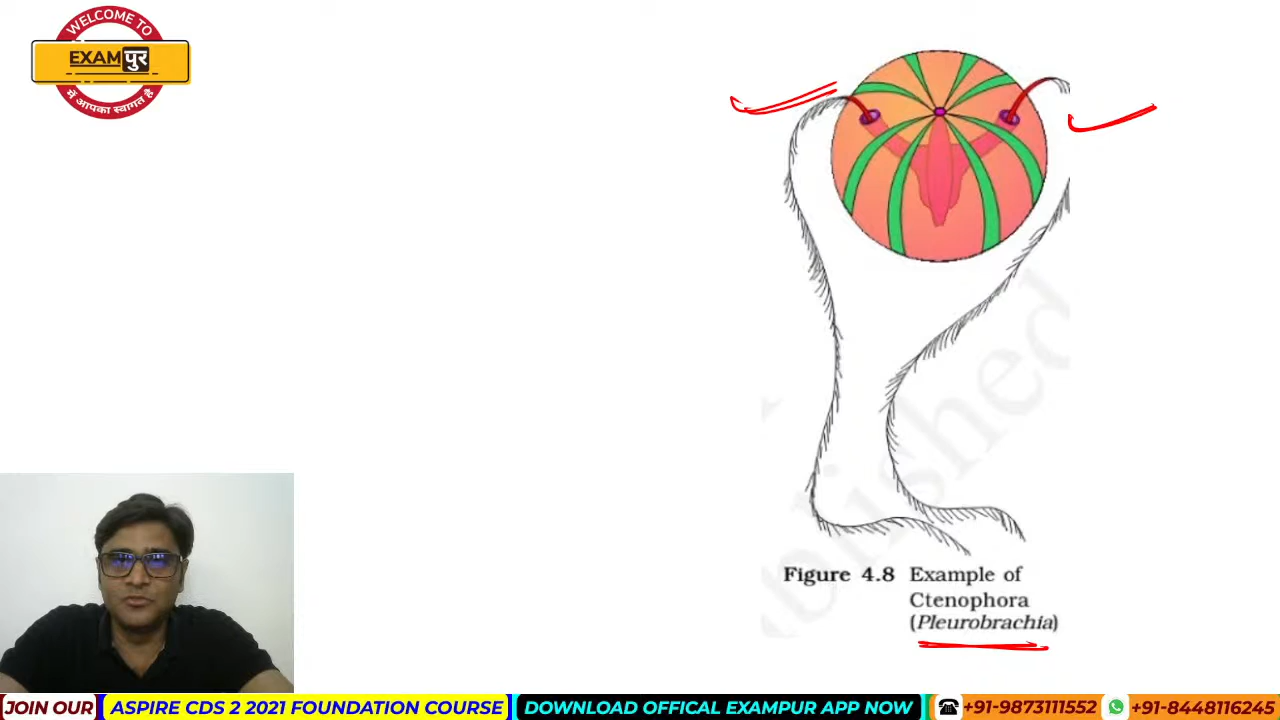 WELCOME TO
EXAMपुर
में आपका स्वागत है
Figure 4.8 Example of
Ctenophora
(Pleurobrachia)
JOIN OUR ASPIRE CDS 2 2021 FOUNDATION COURSE DOWNLOAD OFFICAL EXAMPUR APP NOW +91-9873111552 +91-8448116245